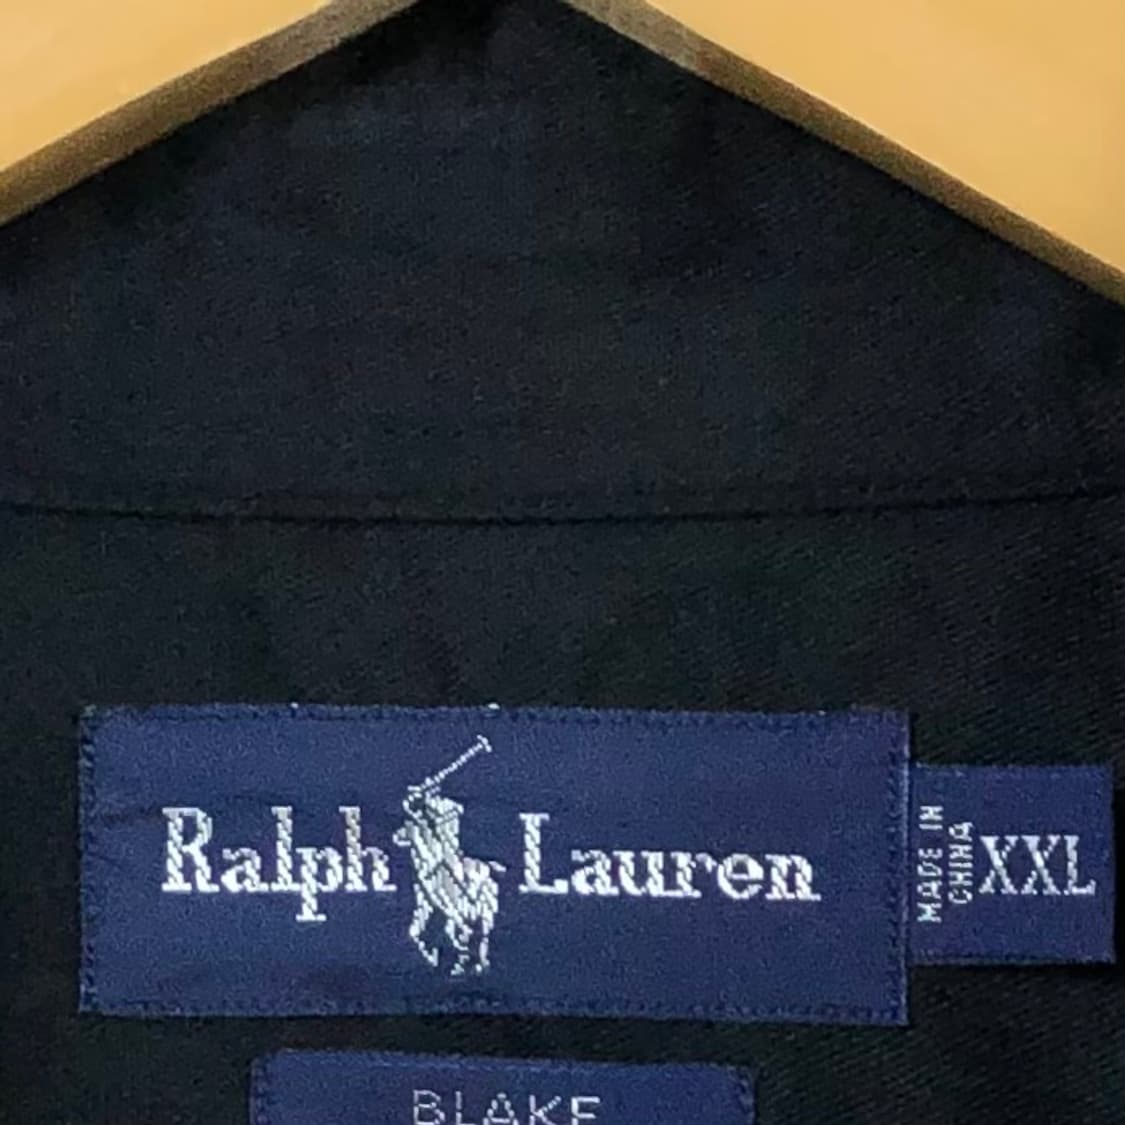 Ralph Lauren
MADE IN
CHINA
XXL
BLAKE